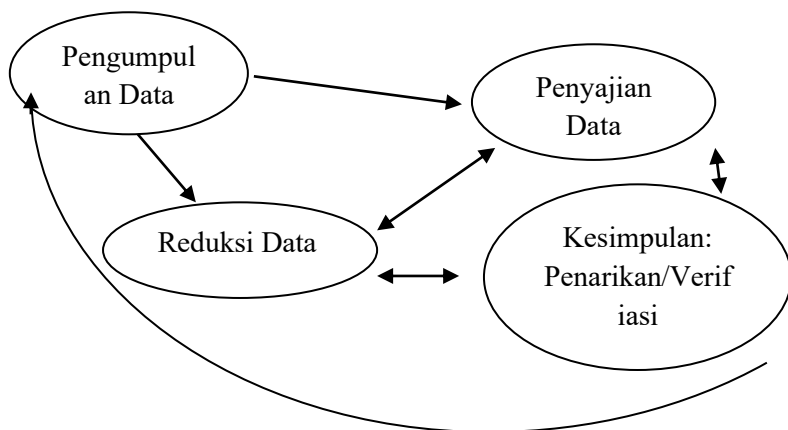 Pengumpul
an Data
Penyajian
Data
Reduksi Data
Kesimpulan:
Penarikan/Verif
iasi